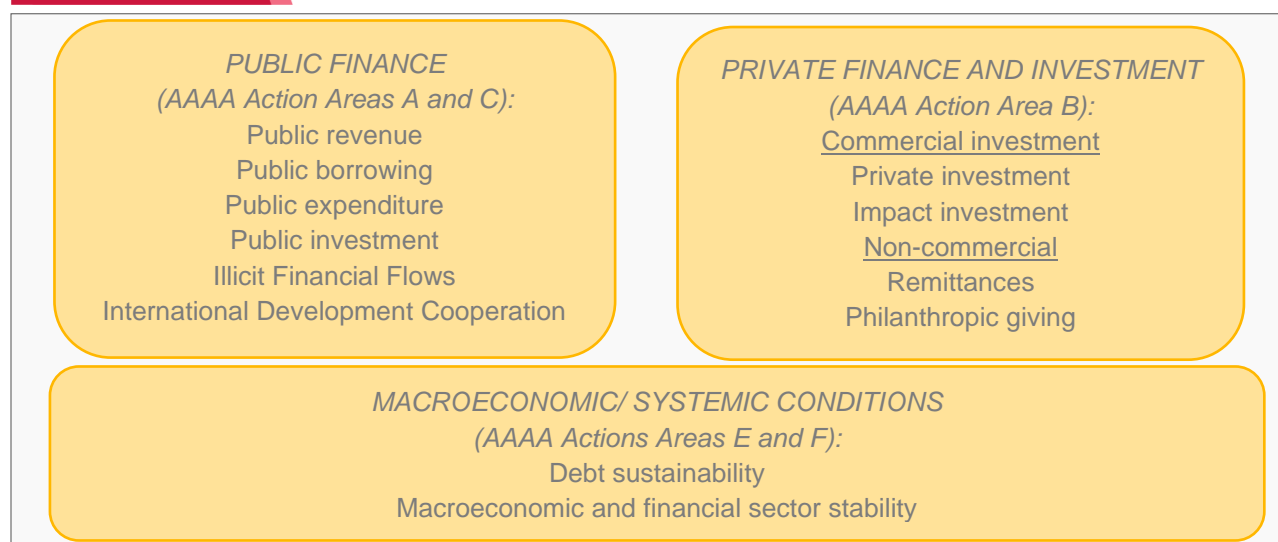 PUBLIC FINANCE
(AAAA Action Areas A and C):
Public revenue
Public borrowing
Public expenditure
Public investment
Illicit Financial Flows
International Development Cooperation
PRIVATE FINANCE AND INVESTMENT
(AAAA Action Area B):
Commercial investment
Private investment
Impact investment
Non-commercial
Remittances
Philanthropic giving
MACROECONOMIC/ SYSTEMIC CONDITIONS
(AAAA Actions Areas E and F):
Debt sustainability
Macroeconomic and financial sector stability